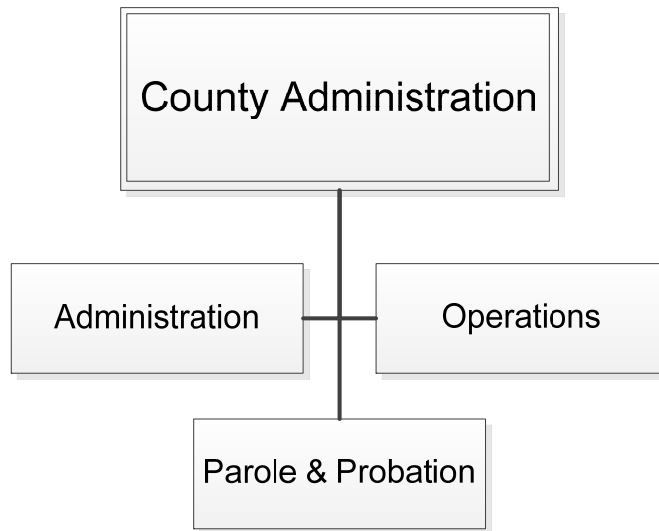 County Administration
Administration
Operations
Parole & Probation